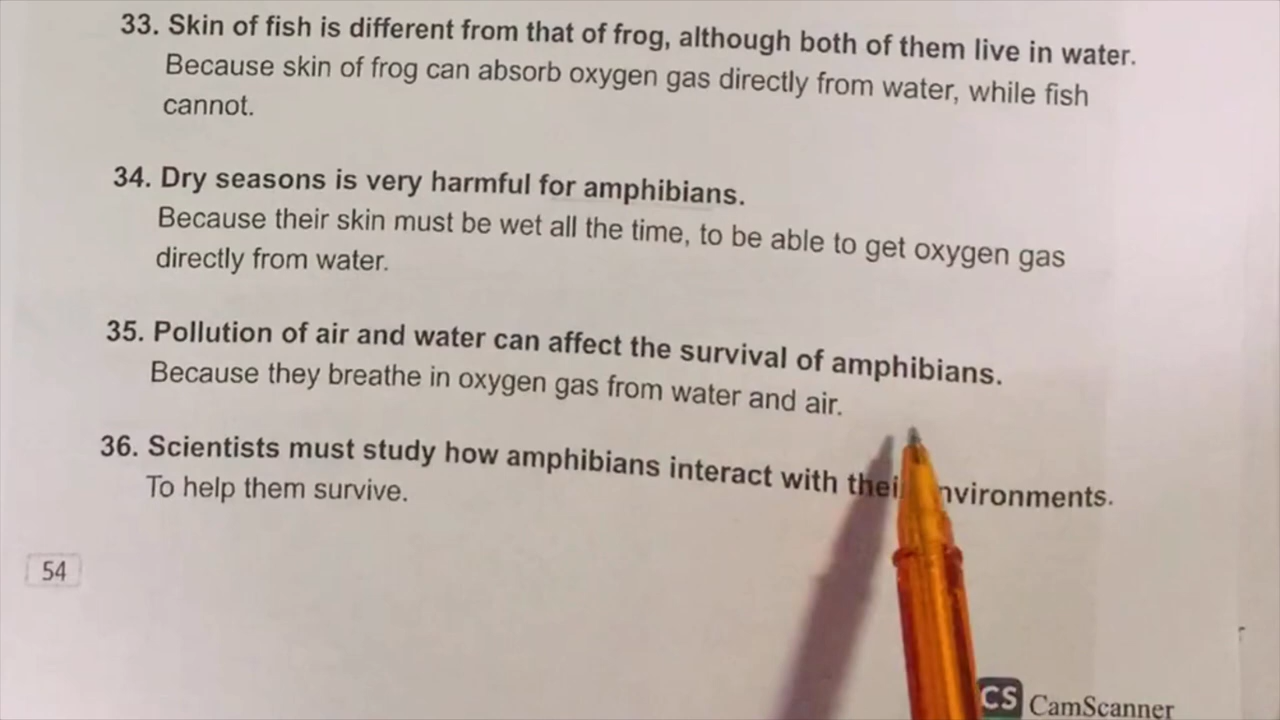 33. Skin of fish is different from that of frog, although both of them live in water.
Because skin of frog can absorb oxygen gas directly from water, while fish
cannot.
34. Dry seasons is very harmful for amphibians.
Because their skin must be wet all the time, to be able to get oxygen gas
directly from water.
35. Pollution of air and water can affect the survival of amphibians.
Because they breathe in oxygen gas from water and air.
36. Scientists must study how amphibians interact with their environments.
To help them survive.
54
CS CamScanner